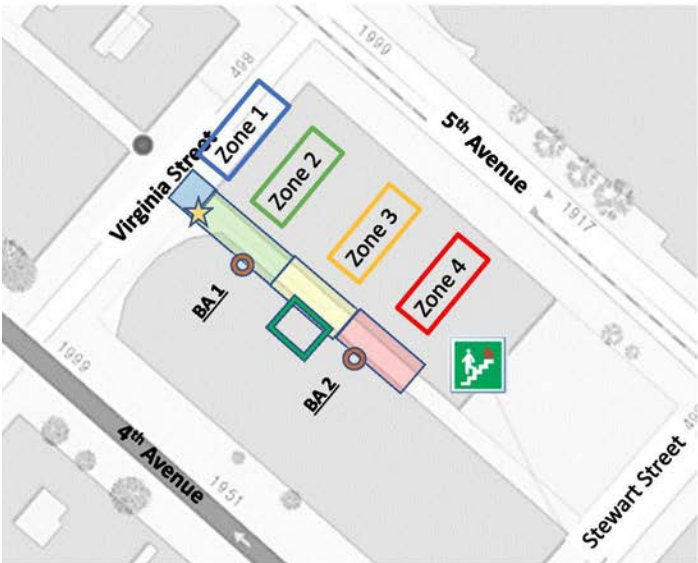 1999
498
5th Avenue
Zone 1
Virginia Street
Zone 2
1917
Zone 3
Zone 4
BA 1
1999
BA 2
4th Avenue
1951
Stewart Street